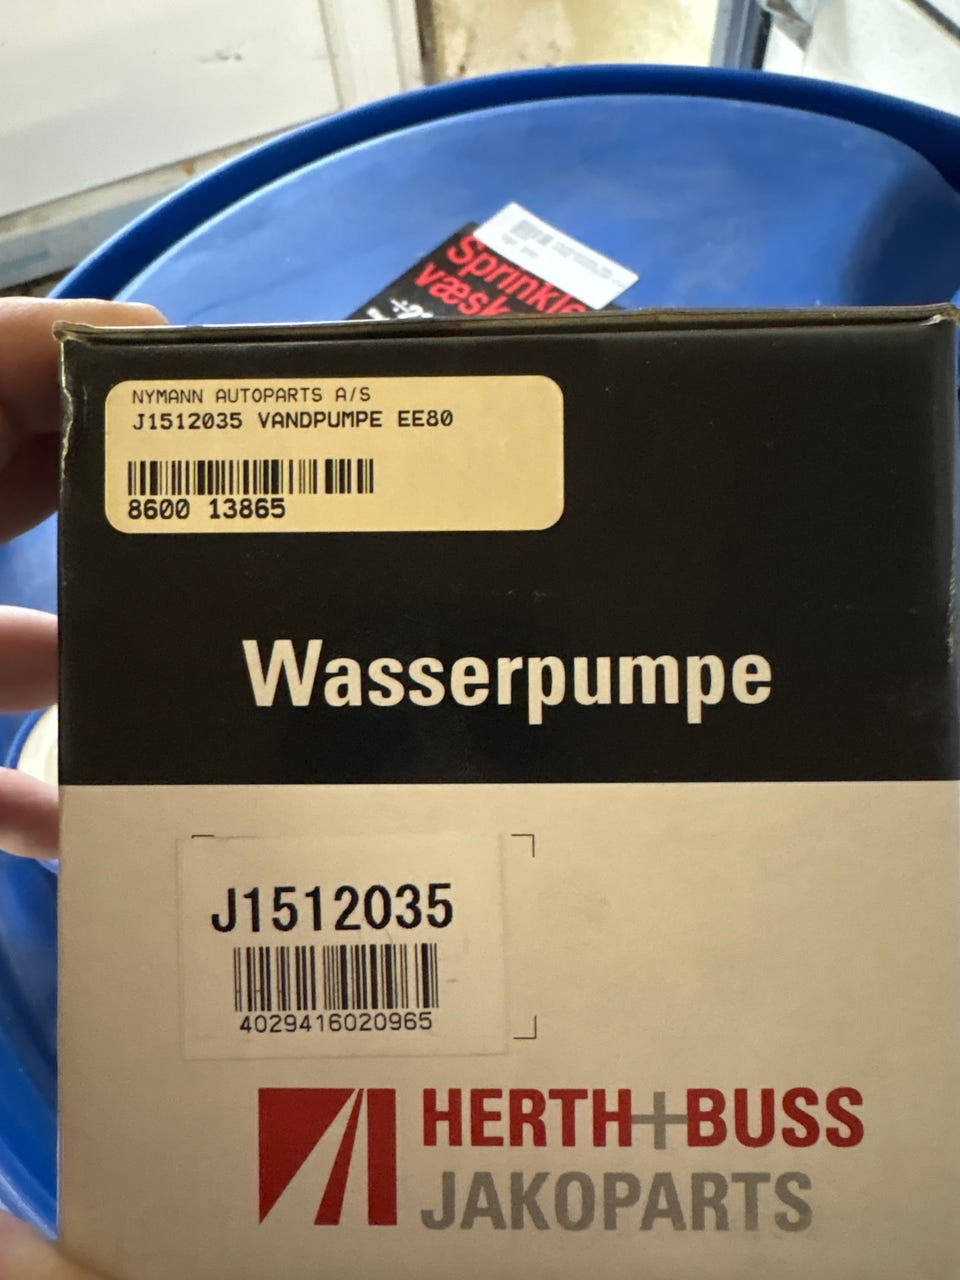 Sprinkle
væsk
NYMANN AUTOPARTS A/S
J1512035 VANDPUMPE EE80
8600 13865
Wasserpumpe
J1512035
4029416020965
HERTH+BUSS
JAKOPARTS